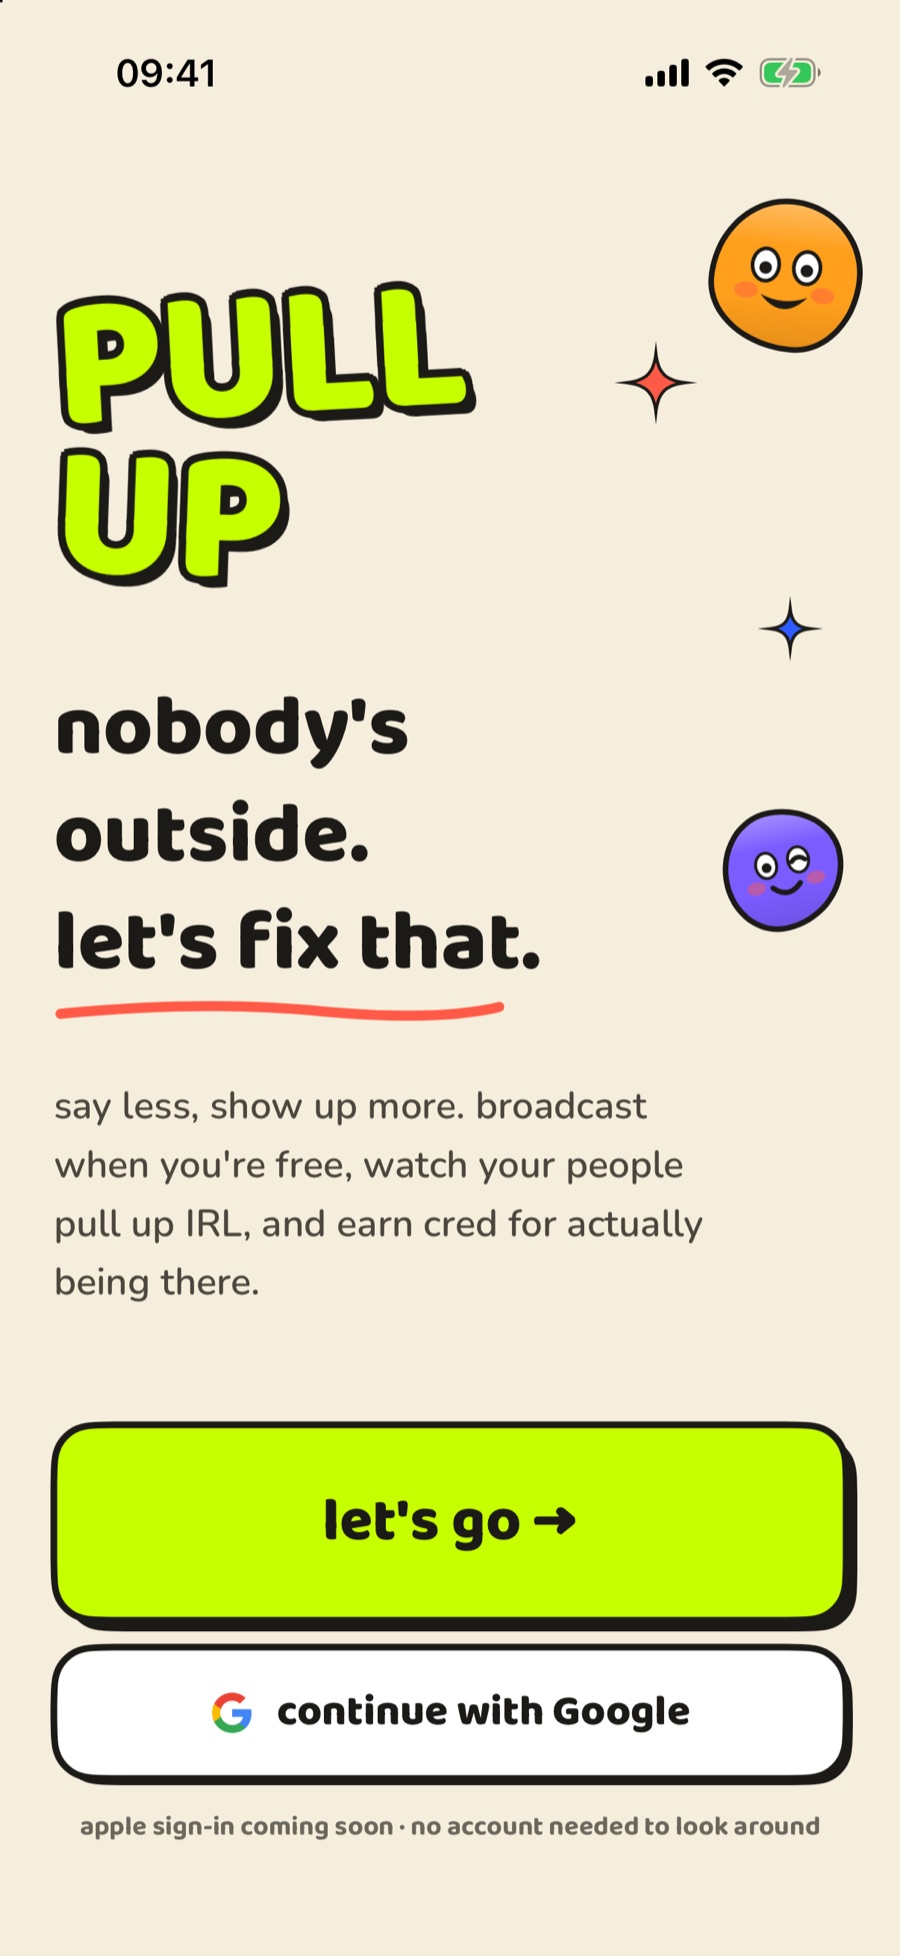 09:41
PULL
UP
nobody's
outside.
let's fix that.
say less, show up more. broadcast
when you're free, watch your people
pull up IRL, and earn cred for actually
being there.
let's go →
continue with Google
apple sign-in coming soon · no account needed to look around